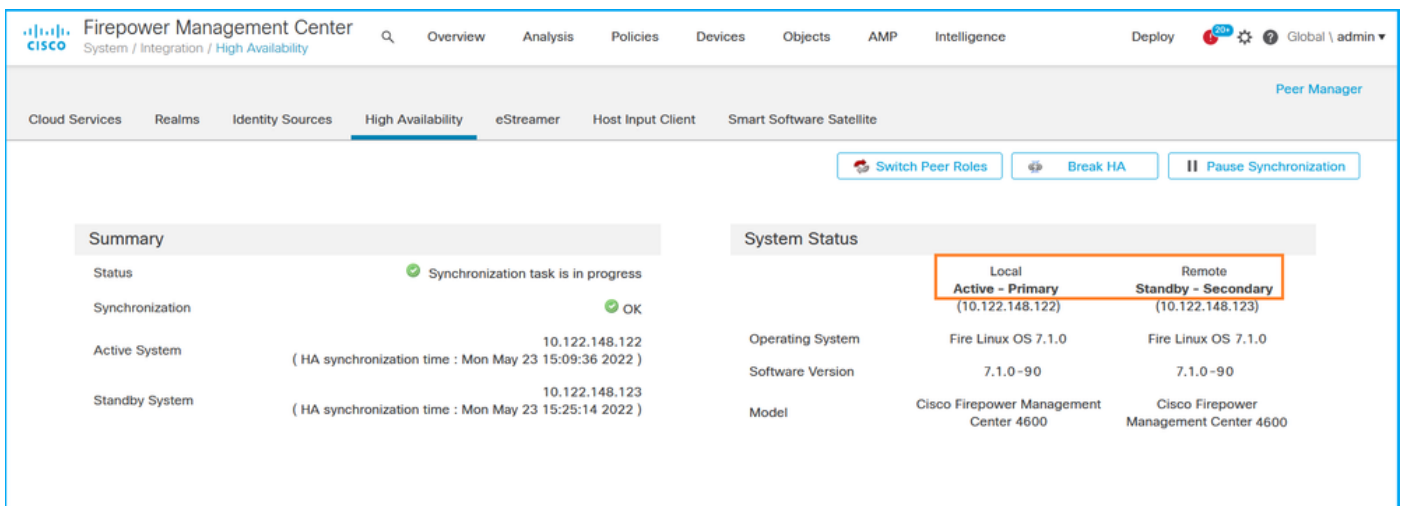 Firepower Management Center
CISCO
System / Integration / High Availability
Overview Analysis Policies Devices Objects AMP Intelligence Deploy 20+ Global \ admin
Peer Manager
Cloud Services Realms Identity Sources High Availability eStreamer Host Input Client Smart Software Satellite
Switch Peer Roles Break HA Pause Synchronization
Summary
Status Synchronization task is in progress
Synchronization OK
Active System 10.122.148.122
( HA synchronization time : Mon May 23 15:09:36 2022 )
Standby System 10.122.148.123
( HA synchronization time : Mon May 23 15:25:14 2022 )
System Status
Local Remote
Active - Primary Standby - Secondary
(10.122.148.122) (10.122.148.123)
Operating System Fire Linux OS 7.1.0 Fire Linux OS 7.1.0
Software Version 7.1.0-90 7.1.0-90
Model Cisco Firepower Management Cisco Firepower
Center 4600 Management Center 4600